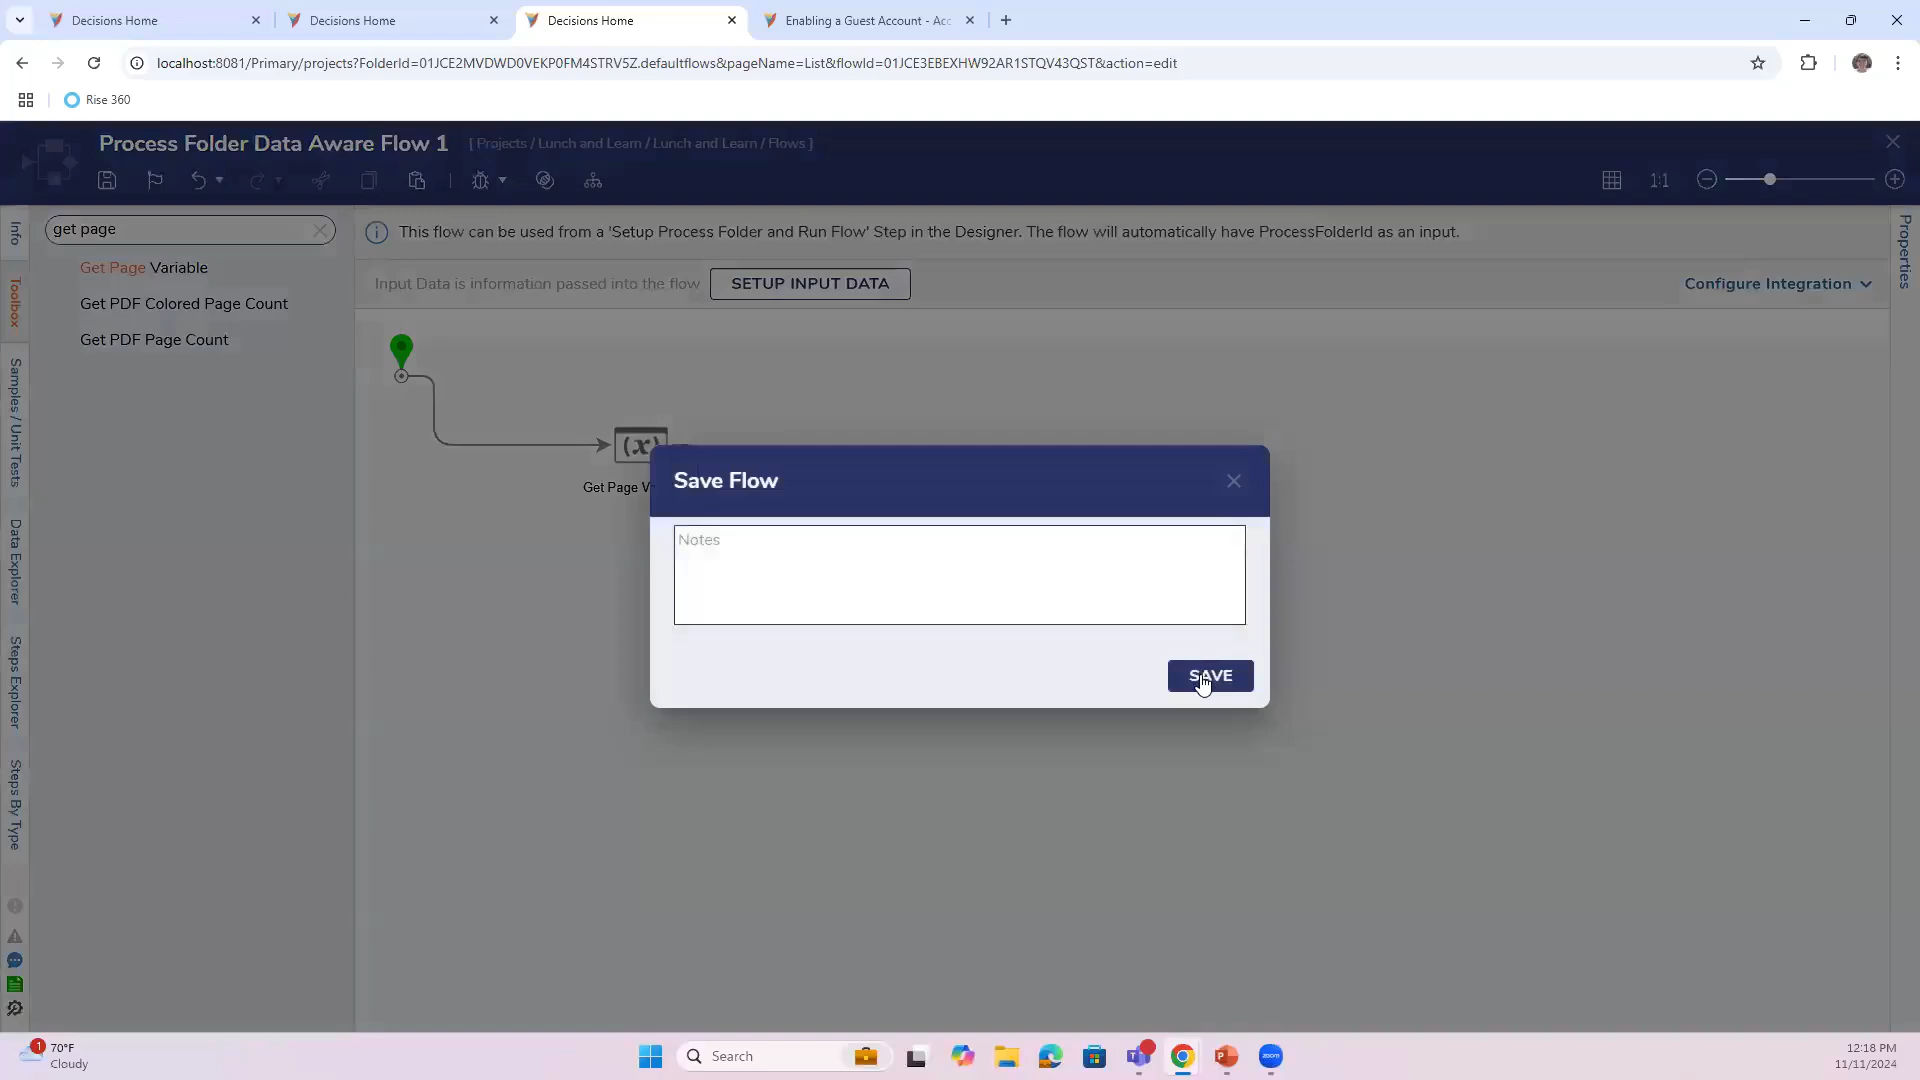 Decisions Home
Decisions Home
Decisions Home
Enabling a Guest Account - Acc
localhost:8081/Primary/projects?FolderId=01JCE2MVDWD0VEKP0FM4STRV5Z.defaultflows&pageName=List&flowId=01JCE3EBEXHW92AR1STQV43QST&action=edit
Rise 360
Process Folder Data Aware Flow 1
[ Projects / Lunch and Learn / Lunch and Learn / Flows ]
1:1
Info
Toolbox
Samples / Unit Tests
Data Explorer
Steps Explorer
Steps By Type
get page
Get Page Variable
Get PDF Colored Page Count
Get PDF Page Count
This flow can be used from a 'Setup Process Folder and Run Flow' Step in the Designer. The flow will automatically have ProcessFolderId as an input.
Input Data is information passed into the flow
SETUP INPUT DATA
Configure Integration
Properties
(x)
Get Page V
Save Flow
Notes
SAVE
1
70°F
Cloudy
Search
zoom
12:18 PM
11/11/2024